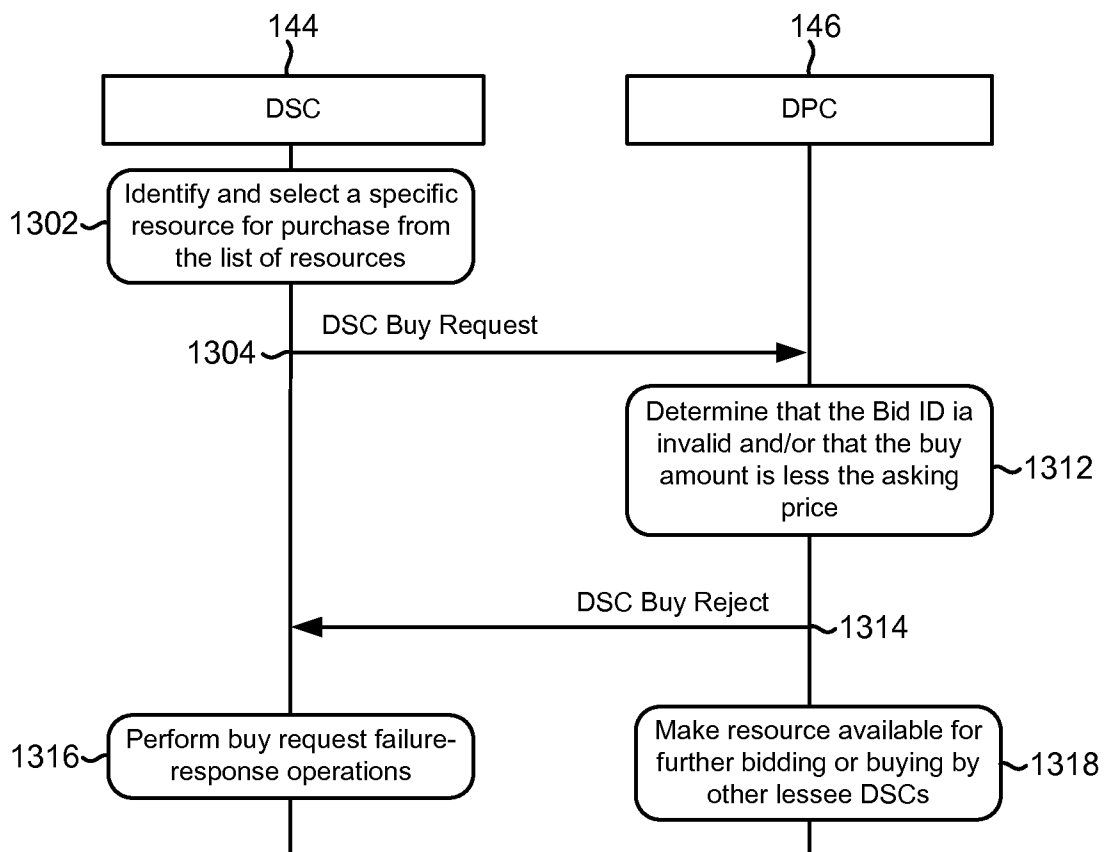 144
146
DSC
DPC
Identify and select a specific
resource for purchase from
the list of resources
1302
DSC Buy Request
1304
Determine that the Bid ID ia
invalid and/or that the buy
amount is less the asking
price
1312
DSC Buy Reject
1314
Perform buy request failure-
response operations
1316
Make resource available for
further bidding or buying by
other lessee DSCs
1318